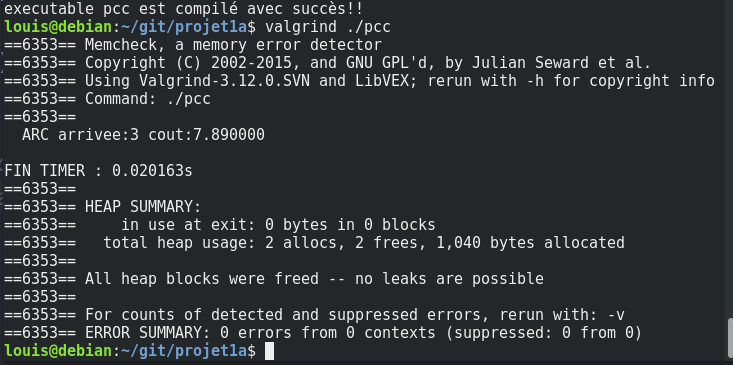 executable pcc est compilé avec succès!!
louis@debian:~/git/projet1a$ valgrind ./pcc
==6353== Memcheck, a memory error detector
==6353== Copyright (C) 2002-2015, and GNU GPL'd, by Julian Seward et al.
==6353== Using Valgrind-3.12.0.SVN and LibVEX; rerun with -h for copyright info
==6353== Command: ./pcc
==6353==
  ARC arrivee:3 cout:7.890000

FIN TIMER : 0.020163s
==6353==
==6353== HEAP SUMMARY:
==6353==     in use at exit: 0 bytes in 0 blocks
==6353==   total heap usage: 2 allocs, 2 frees, 1,040 bytes allocated
==6353==
==6353== All heap blocks were freed -- no leaks are possible
==6353==
==6353== For counts of detected and suppressed errors, rerun with: -v
==6353== ERROR SUMMARY: 0 errors from 0 contexts (suppressed: 0 from 0)
louis@debian:~/git/projet1a$